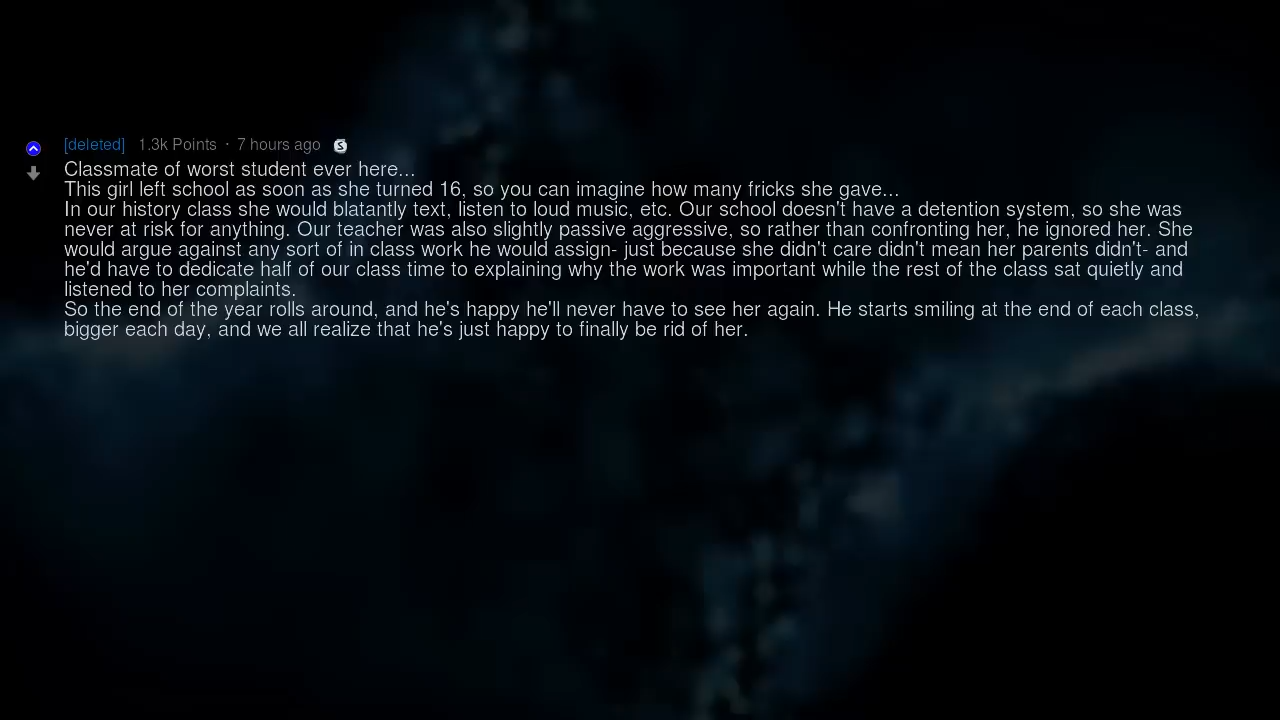 [deleted] 1.3k Points · 7 hours ago S
Classmate of worst student ever here...
This girl left school as soon as she turned 16, so you can imagine how many fricks she gave...
In our history class she would blatantly text, listen to loud music, etc. Our school doesn't have a detention system, so she was
never at risk for anything. Our teacher was also slightly passive aggressive, so rather than confronting her, he ignored her. She
would argue against any sort of in class work he would assign- just because she didn't care didn't mean her parents didn't- and
he'd have to dedicate half of our class time to explaining why the work was important while the rest of the class sat quietly and
listened to her complaints.
So the end of the year rolls around, and he's happy he'll never have to see her again. He starts smiling at the end of each class,
bigger each day, and we all realize that he's just happy to finally be rid of her.